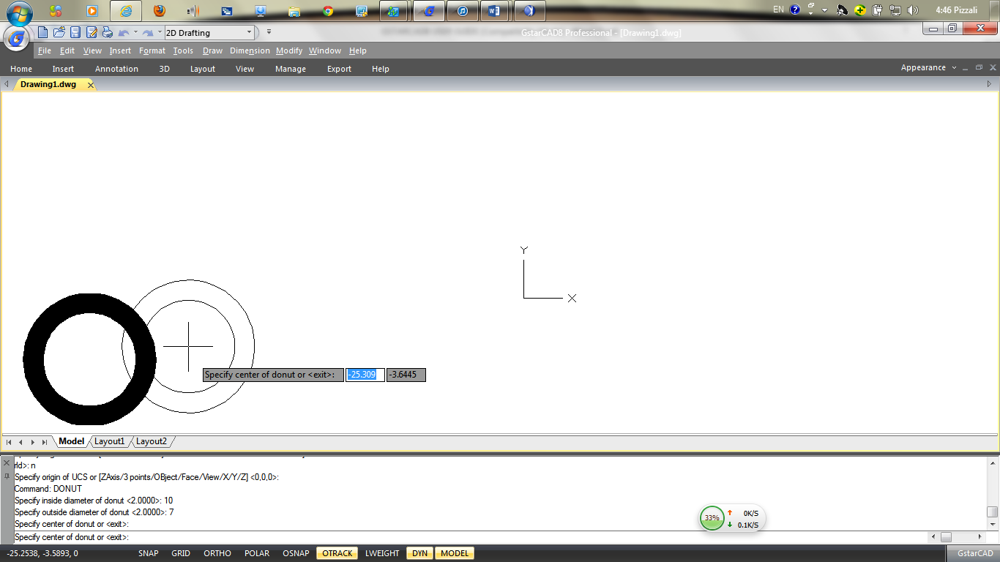 EN
4:46 Pizzali
2D Drafting
GstarCAD8 Professional - [Drawing1.dwg]
File Edit View Insert Format Tools Draw Dimension Modify Window Help
Home Insert Annotation 3D Layout View Manage Export Help
Appearance
Drawing1.dwg
Y
X
Specify center of donut or <exit>: -25.309 -3.6445
Model Layout1 Layout2
rld>: n
Specify origin of UCS or [ZAxis/3 points/OBject/Face/View/X/Y/Z] <0,0,0>:
Command: DONUT
Specify inside diameter of donut <2.0000>: 10
Specify outside diameter of donut <2.0000>: 7
Specify center of donut or <exit>:
33% 0K/S
0.1K/S
Specify center of donut or <exit>:
-25.2538, -3.5893, 0 SNAP GRID ORTHO POLAR OSNAP OTRACK LWEIGHT DYN MODEL GstarCAD